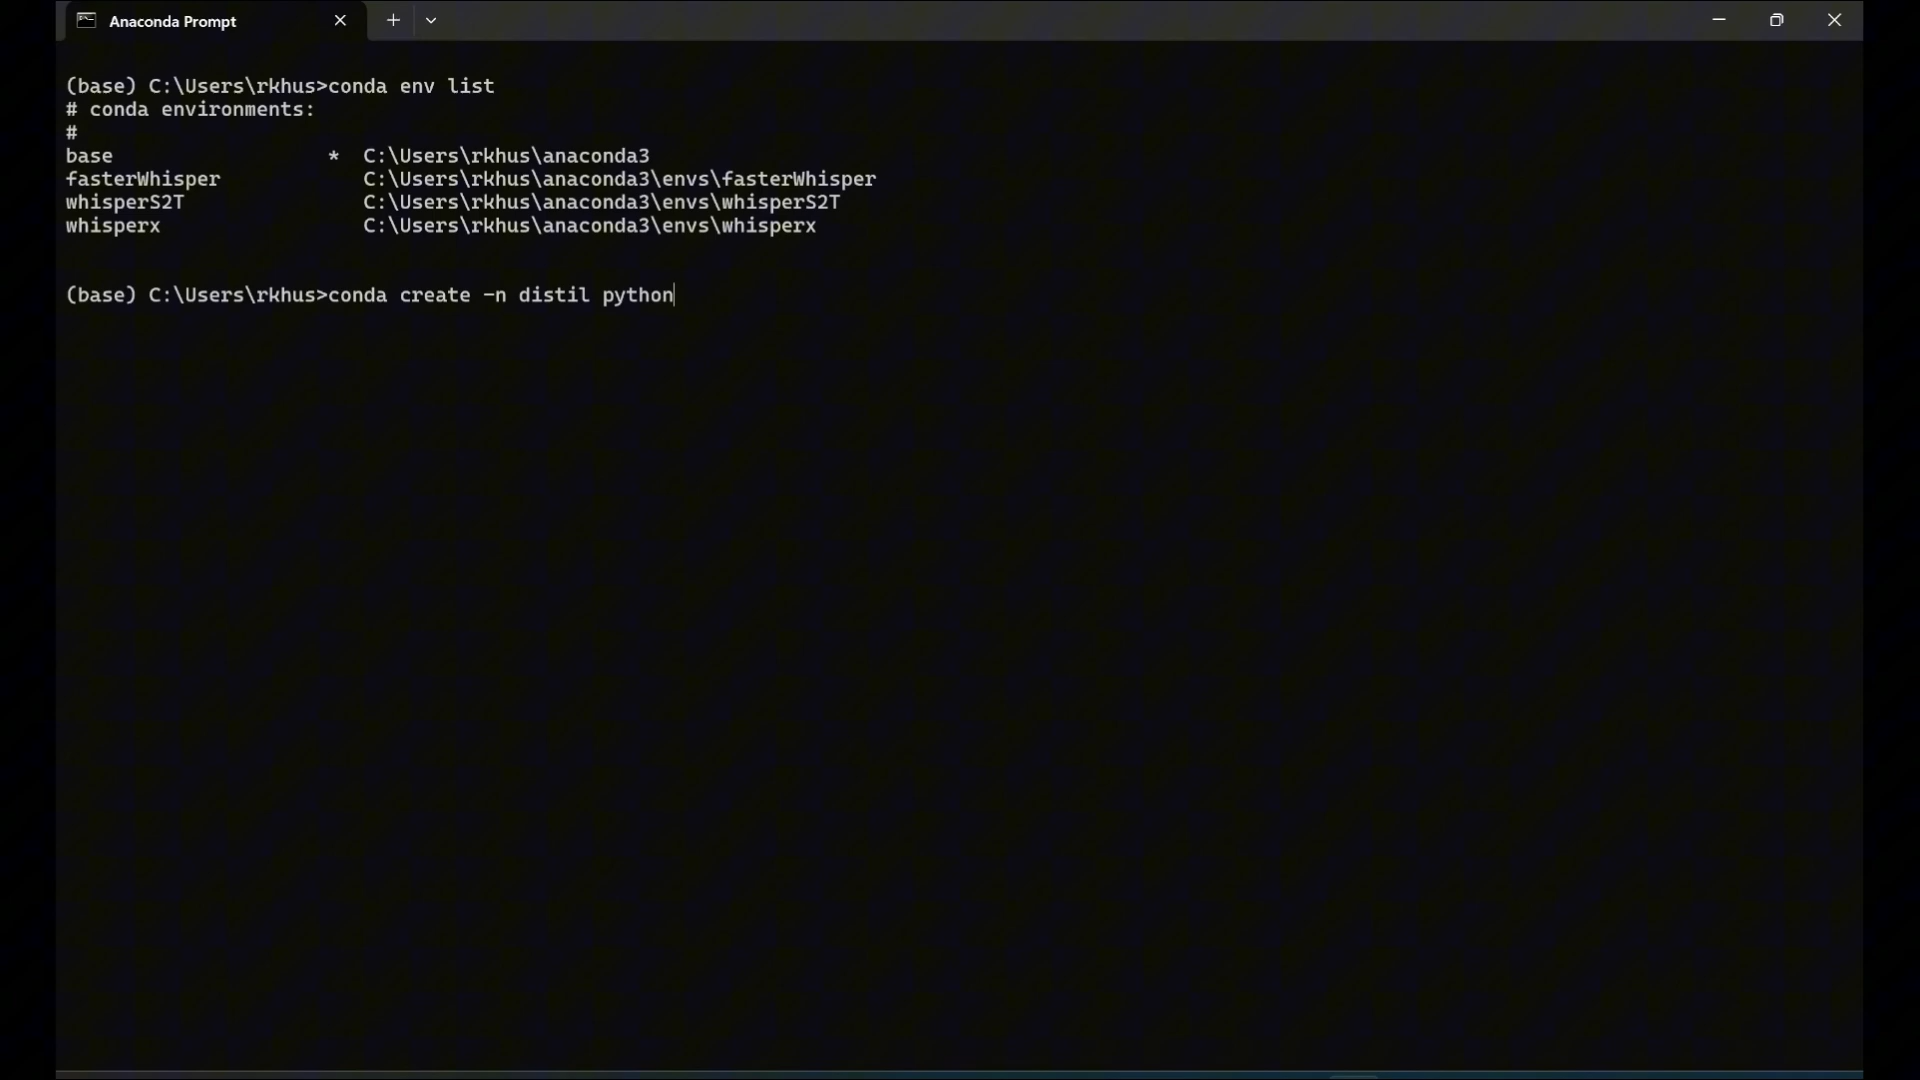 Anaconda Prompt
(base) C:\Users\rkhus>conda env list
# conda environments:
#
base                  *  C:\Users\rkhus\anaconda3
fasterWhisper            C:\Users\rkhus\anaconda3\envs\fasterWhisper
whisperS2T               C:\Users\rkhus\anaconda3\envs\whisperS2T
whisperx                 C:\Users\rkhus\anaconda3\envs\whisperx
(base) C:\Users\rkhus>conda create -n distil python